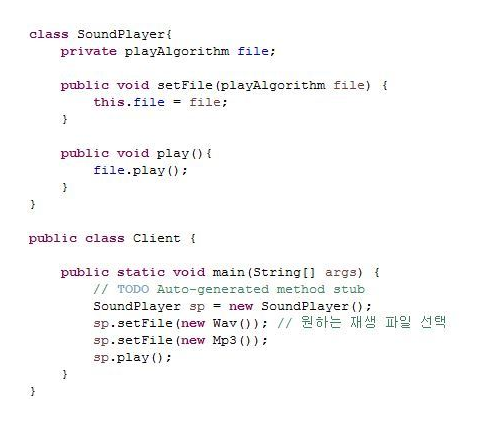 class SoundPlayer{
    private playAlgorithm file;

    public void setFile(playAlgorithm file) {
        this.file = file;
    }

    public void play(){
        file.play();
    }
}

public class Client {

    public static void main(String[] args) {
        // TODO Auto-generated method stub
        SoundPlayer sp = new SoundPlayer();
        sp.setFile(new Wav()); // 원하는 재생 파일 선택
        sp.setFile(new Mp3());
        sp.play();
    }
}